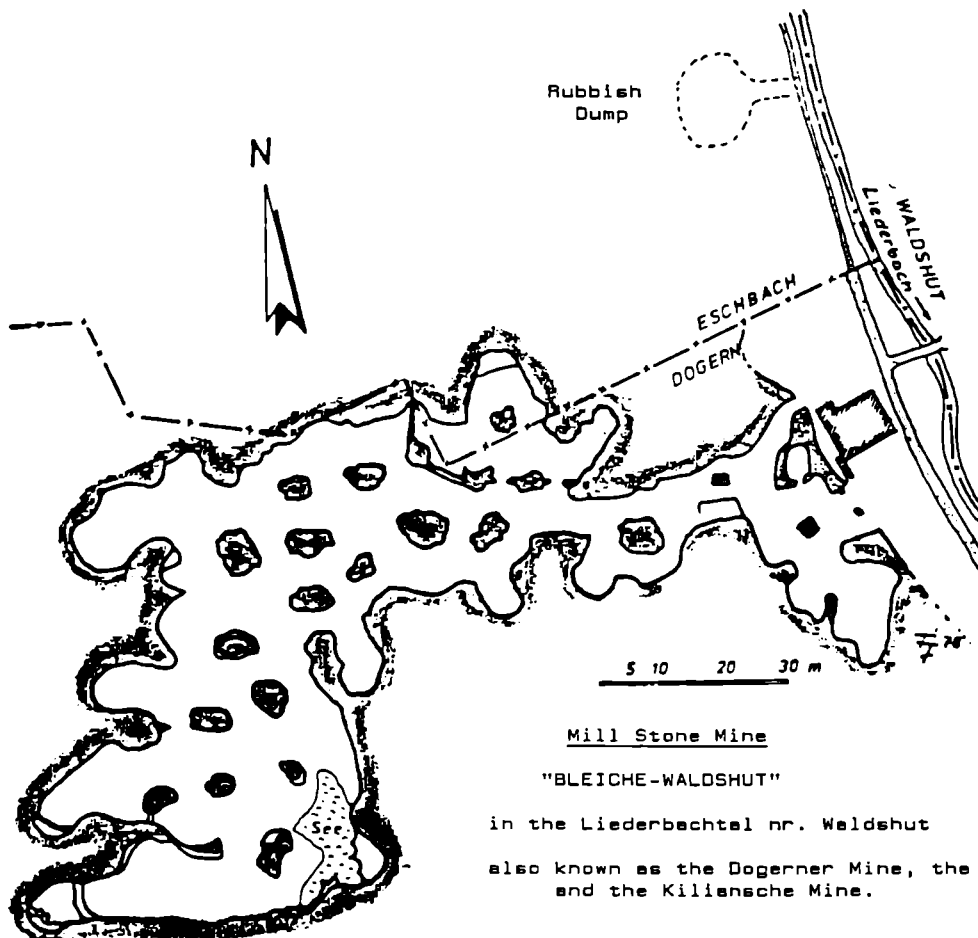 Rubbish
Dump
N
WALDSHUT
Liederbach
ESCHBACH
DOGERN
5 10 20 30 m
See
Mill Stone Mine
"BLEICHE-WALDSHUT"
in the Liederbachtal nr. Waldshut
also known as the Dogerner Mine, the
and the Kiliansche Mine.